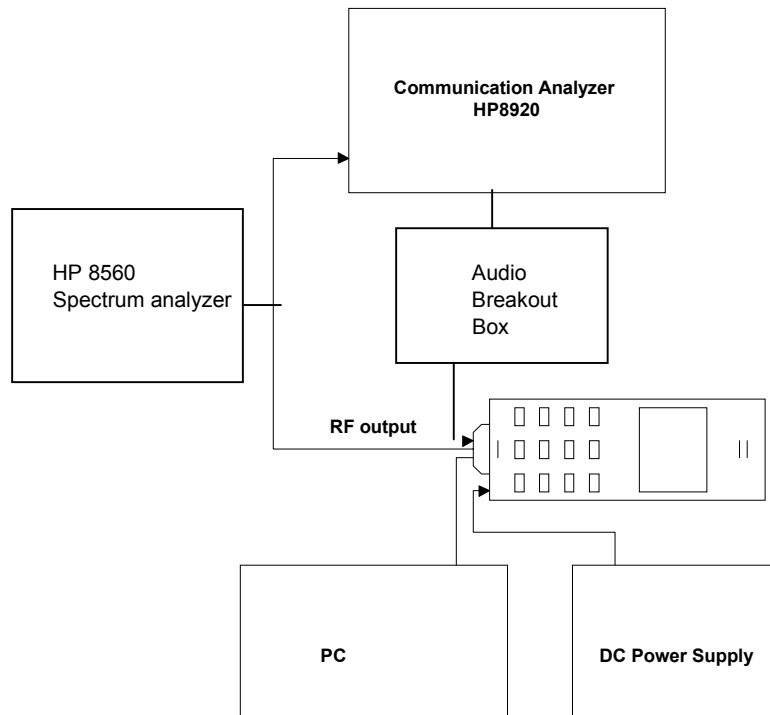 Communication Analyzer
HP8920
HP 8560
Spectrum analyzer
Audio
Breakout
Box
RF output
PC
DC Power Supply